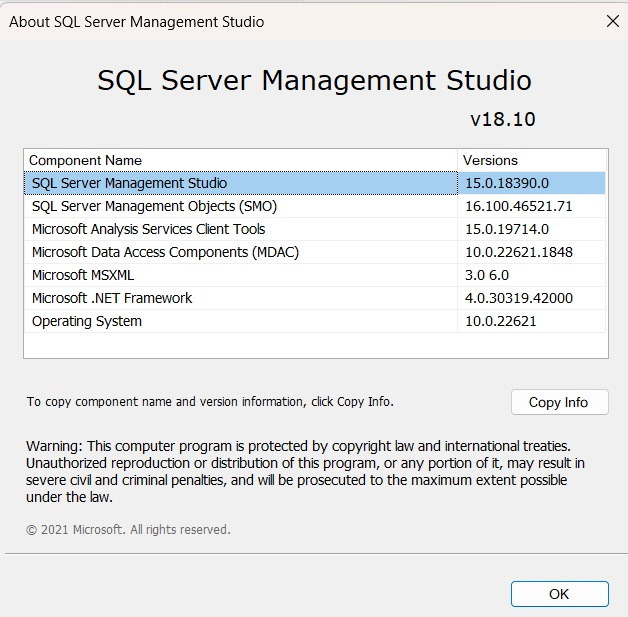 About SQL Server Management Studio
SQL Server Management Studio
v18.10
Component Name Versions
SQL Server Management Studio 15.0.18390.0
SQL Server Management Objects (SMO) 16.100.46521.71
Microsoft Analysis Services Client Tools 15.0.19714.0
Microsoft Data Access Components (MDAC) 10.0.22621.1848
Microsoft MSXML 3.0 6.0
Microsoft .NET Framework 4.0.30319.42000
Operating System 10.0.22621
To copy component name and version information, click Copy Info. Copy Info
Warning: This computer program is protected by copyright law and international treaties.
Unauthorized reproduction or distribution of this program, or any portion of it, may result in
severe civil and criminal penalties, and will be prosecuted to the maximum extent possible
under the law.
© 2021 Microsoft. All rights reserved.
OK